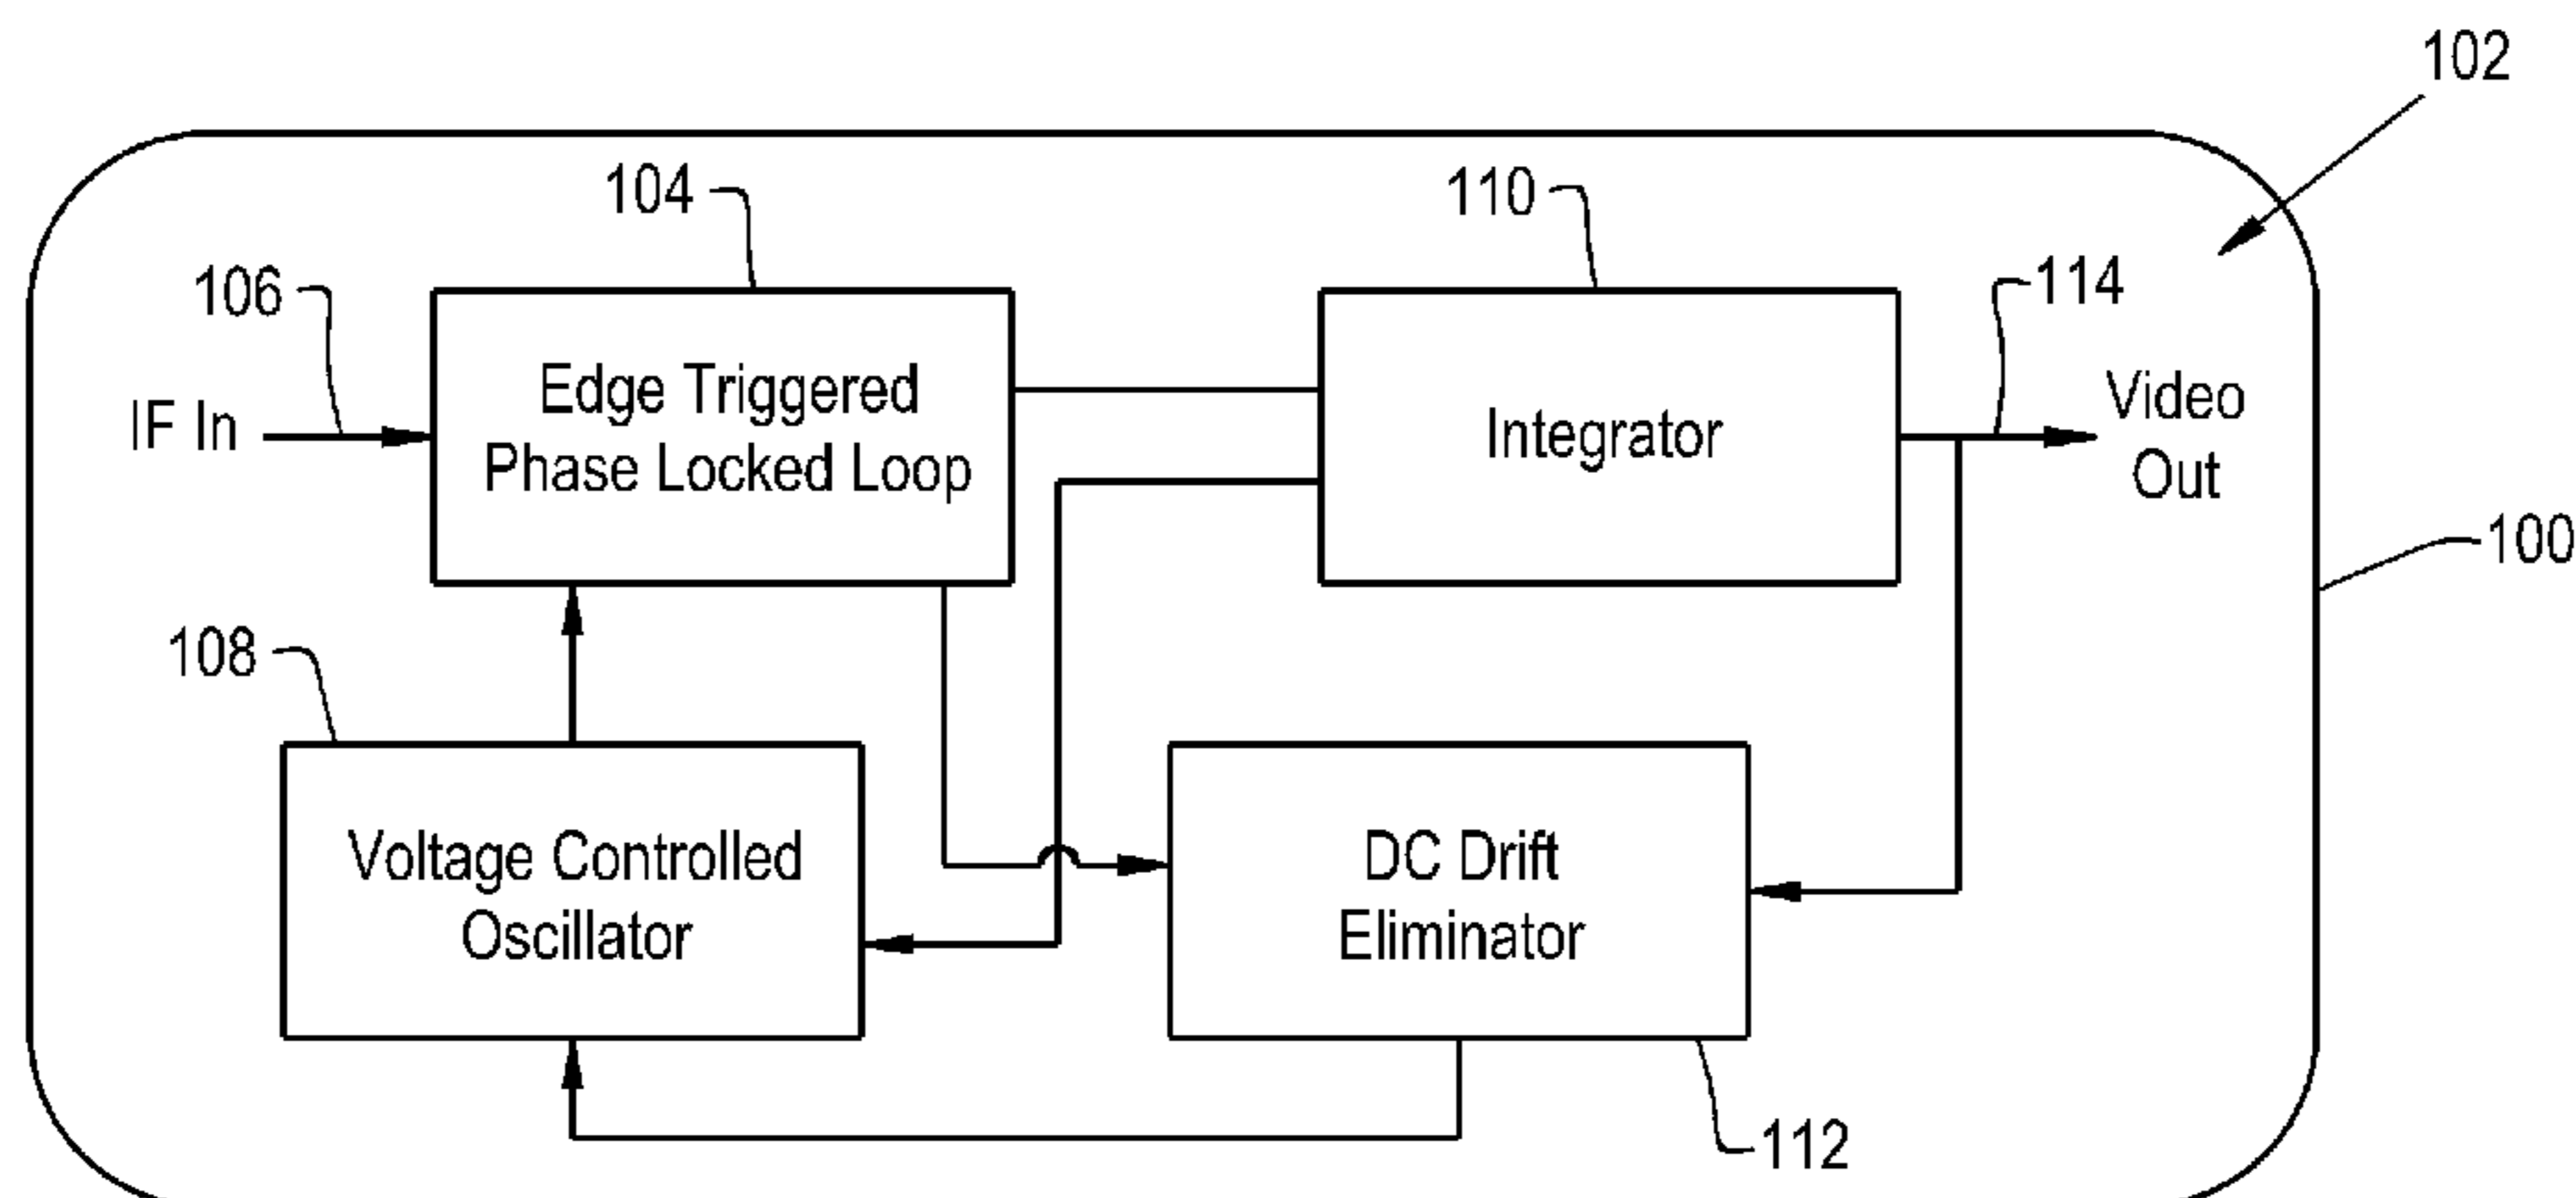 102
104
110
106
114
Edge Triggered
Phase Locked Loop
IF In
Integrator
Video
Out
100
108
Voltage Controlled
Oscillator
DC Drift
Eliminator
112